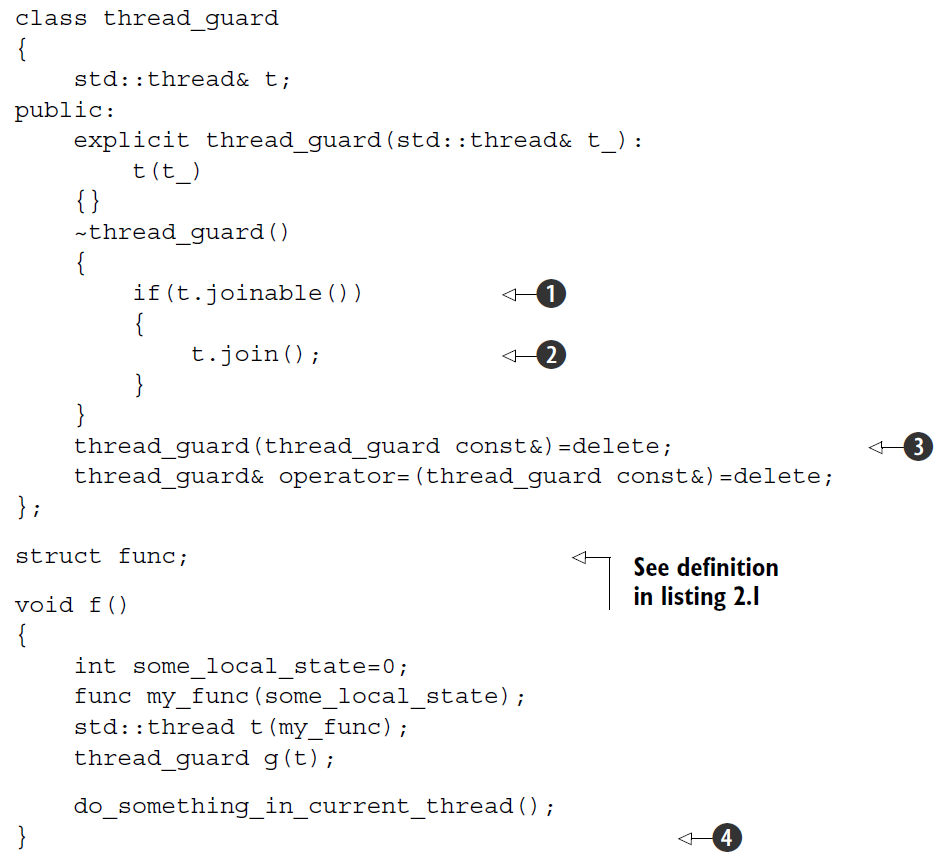 class thread_guard
{
    std::thread& t;
public:
    explicit thread_guard(std::thread& t_):
        t(t_)
    {}
    ~thread_guard()
    {
        if(t.joinable()) 1
        {
            t.join(); 2
        }
    }
    thread_guard(thread_guard const&)=delete; 3
    thread_guard& operator=(thread_guard const&)=delete;
};
struct func;
See definition
in listing 2.1
void f()
{
    int some_local_state=0;
    func my_func(some_local_state);
    std::thread t(my_func);
    thread_guard g(t);
    do_something_in_current_thread();
} 4